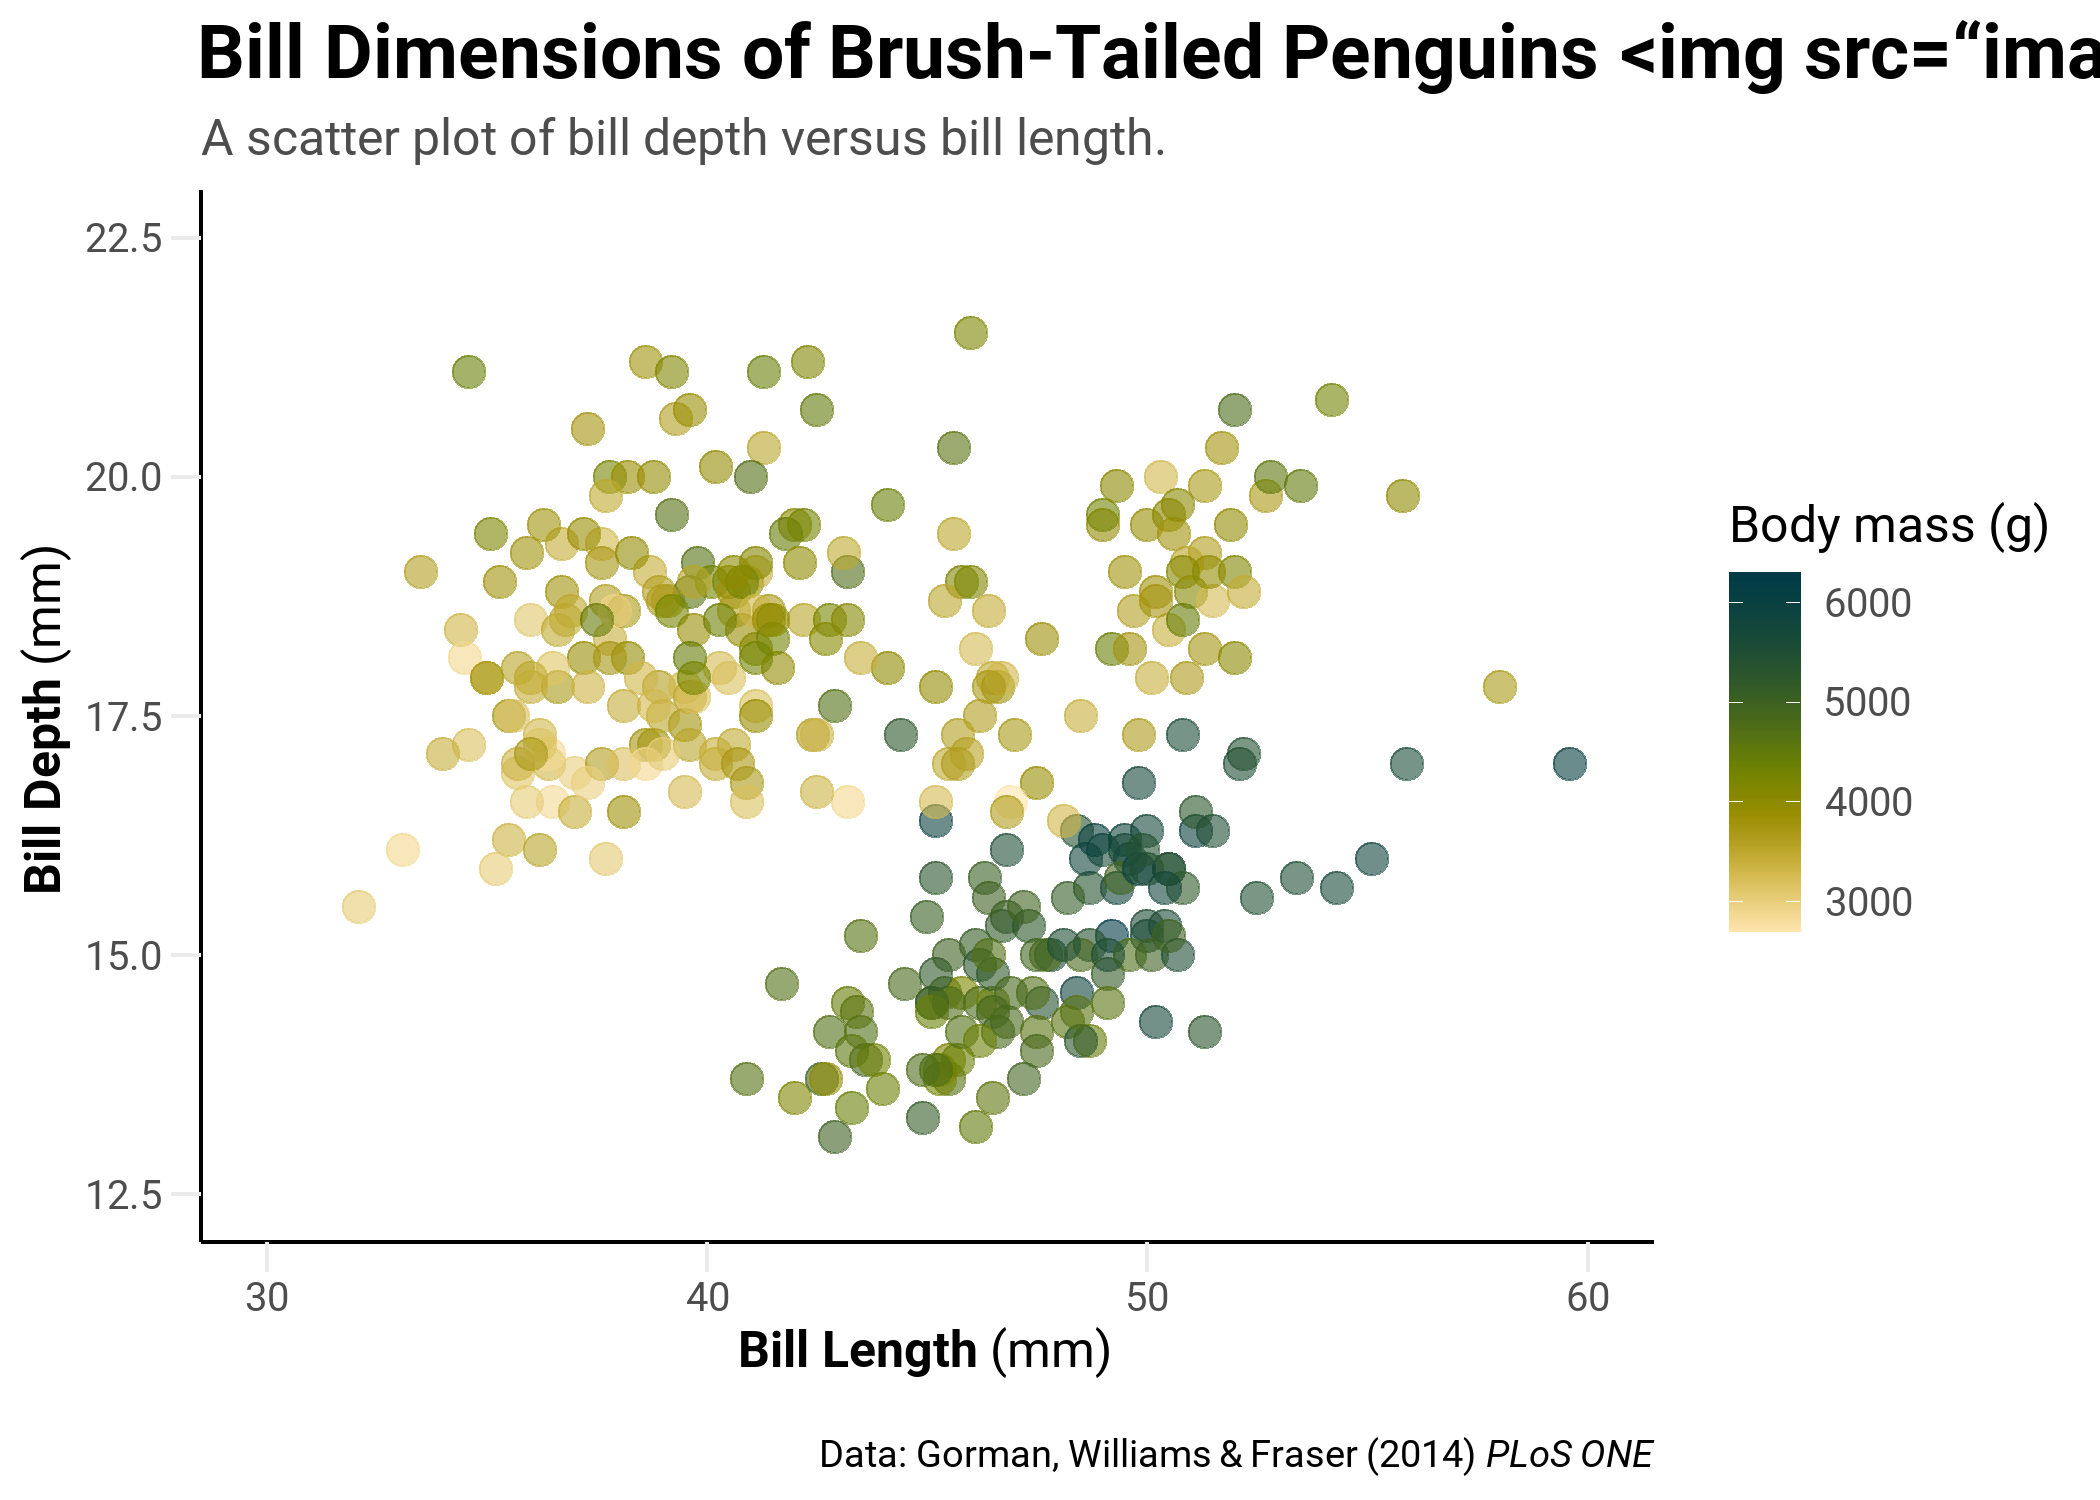 Bill Dimensions of Brush-Tailed Penguins <img src=“ima
A scatter plot of bill depth versus bill length.
22.5
20.0
17.5
15.0
12.5
Bill Depth (mm)
30 40 50 60
Bill Length (mm)
Body mass (g)
6000
5000
4000
3000
Data: Gorman, Williams & Fraser (2014) PLoS ONE